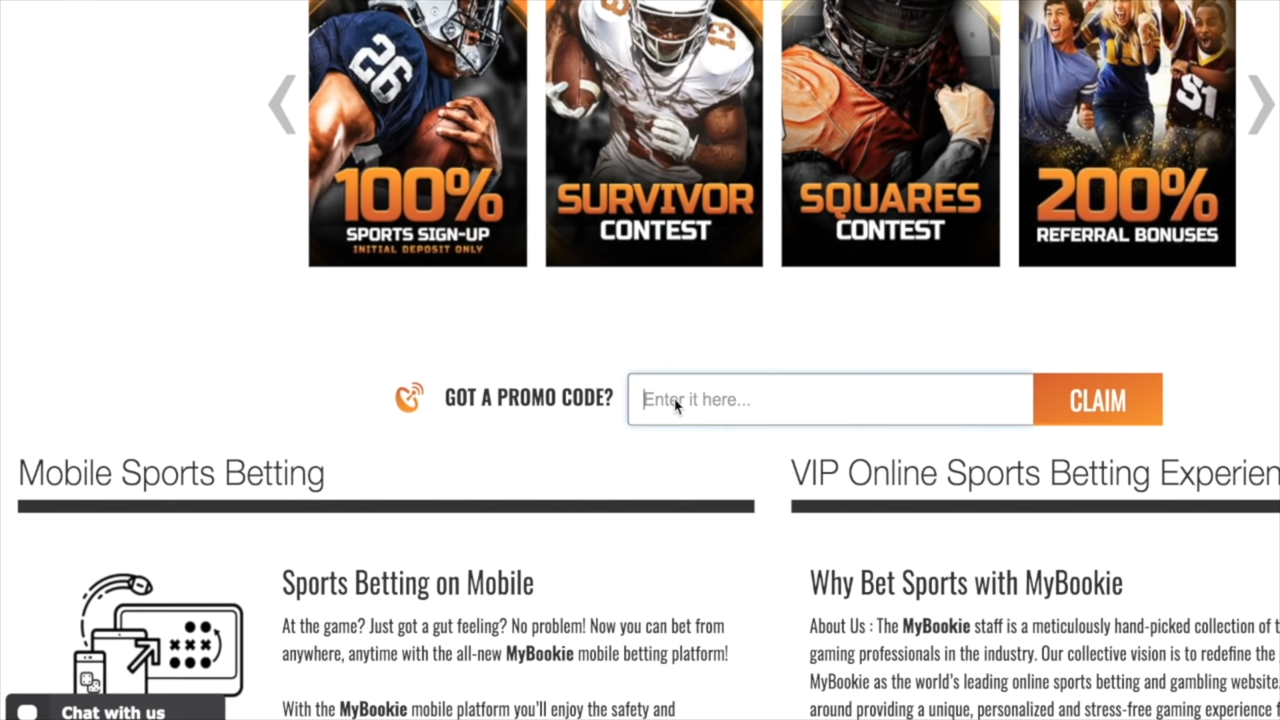 26
13
S1
100%
SPORTS SIGN-UP
INITIAL DEPOSIT ONLY
SURVIVOR
CONTEST
SQUARES
CONTEST
200%
REFERRAL BONUSES
GOT A PROMO CODE?
Enter it here...
CLAIM
Mobile Sports Betting
VIP Online Sports Betting Experien
Sports Betting on Mobile
At the game? Just got a gut feeling? No problem! Now you can bet from
anywhere, anytime with the all-new MyBookie mobile betting platform!
With the MyBookie mobile platform you'll enjoy the safety and
Why Bet Sports with MyBookie
About Us : The MyBookie staff is a meticulously hand-picked collection of t
gaming professionals in the industry. Our collective vision is to redefine the
MyBookie as the world's leading online sports betting and gambling website
around providing a unique, personalized and stress-free gaming experience f
Chat with us